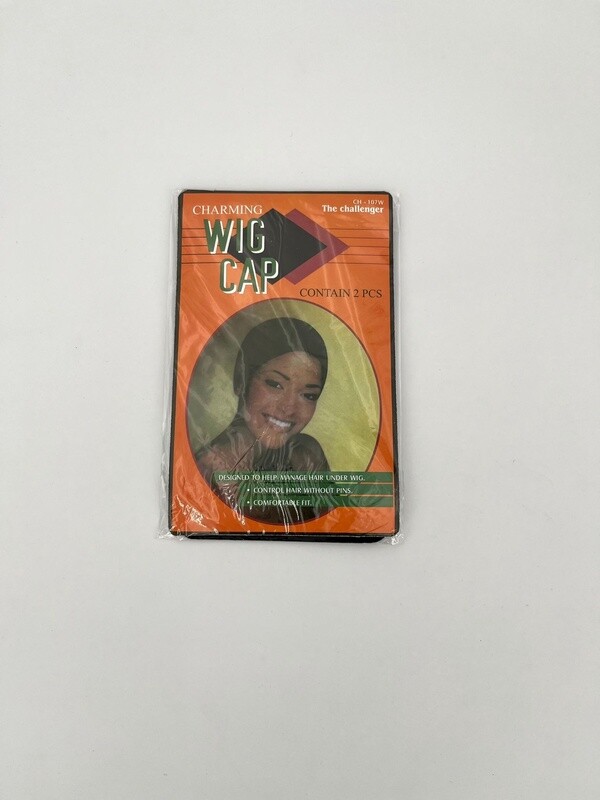 CH - 107W
The challenger
CHARMING
WIG
CAP
CONTAIN 2 PCS
DESIGNED TO HELP: MANAGE HAIR UNDER WIG.
• CONTROL HAIR WITHOUT PINS.
• COMFORTABLE FIT.